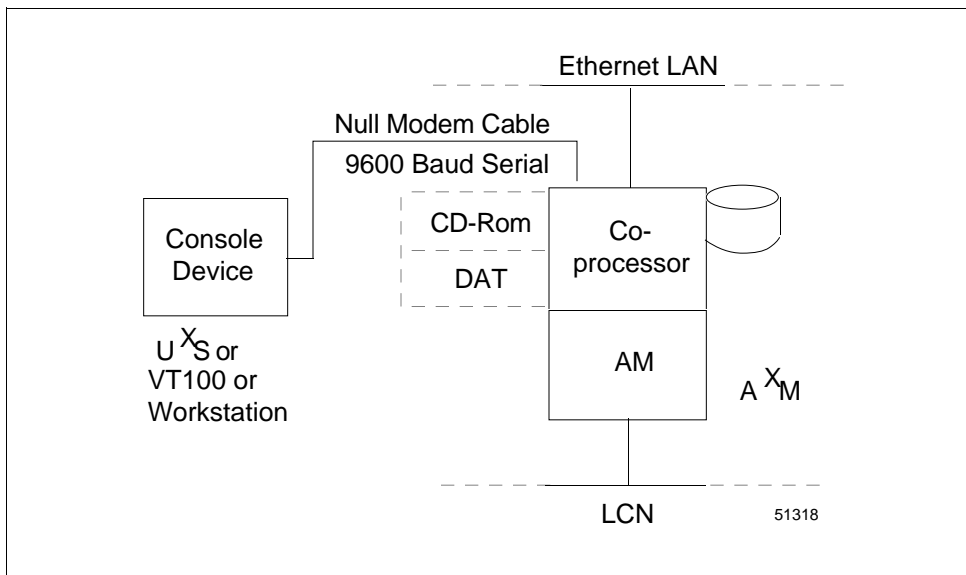 Ethernet LAN
Null Modem Cable
9600 Baud Serial
CD-Rom
DAT
Co-
processor
Console
Device
AM
U XS or
VT100 or
Workstation
A XM
LCN
51318